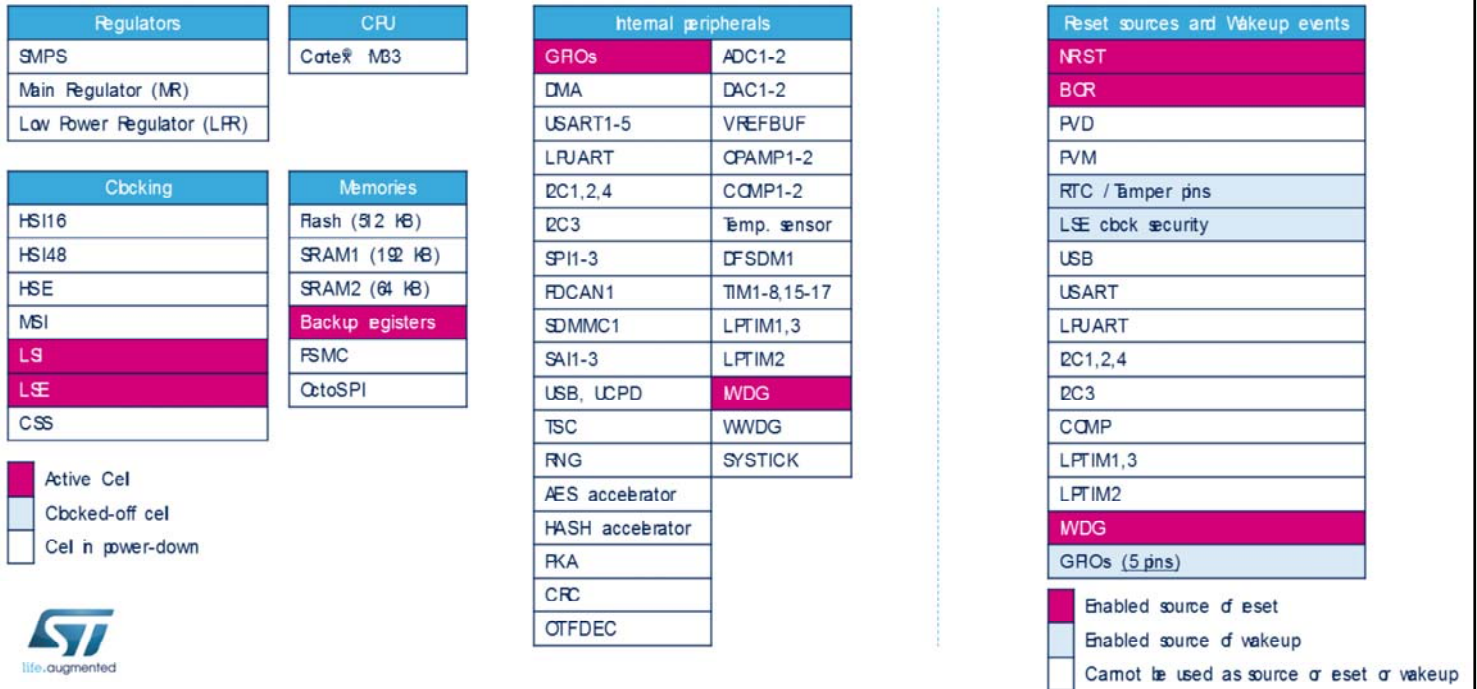 Regulators
SMPS
Main Regulator (MR)
Low Power Regulator (LPR)
CPU
Cortex® M33
Clocking
HSI16
HSI48
HSE
MSI
LSI
LSE
CSS
Memories
Flash (512 KB)
SRAM1 (192 KB)
SRAM2 (64 KB)
Backup registers
FSMC
OctoSPI
Active Cell
Clocked-off cell
Cell in power-down
Internal peripherals
GPIOs
DMA
USART1-5
LPUART
I2C1,2,4
I2C3
SPI1-3
FDCAN1
SDMMC1
SAI1-3
USB, UCPD
TSC
RNG
AES accelerator
HASH accelerator
PKA
CRC
OTFDEC
ADC1-2
DAC1-2
VREFBUF
OPAMP1-2
COMP1-2
Temp. sensor
DFSDM1
TIM1-8,15-17
LPTIM1,3
LPTIM2
IWDG
WWDG
SYSTICK
Reset sources and Wakeup events
NRST
BOR
PVD
PVM
RTC / Tamper pins
LSE clock security
USB
USART
LPUART
I2C1,2,4
I2C3
COMP
LPTIM1,3
LPTIM2
IWDG
GPIOs (5 pins)
Enabled source of reset
Enabled source of wakeup
Cannot be used as source or reset or wakeup
ST
life.augmented